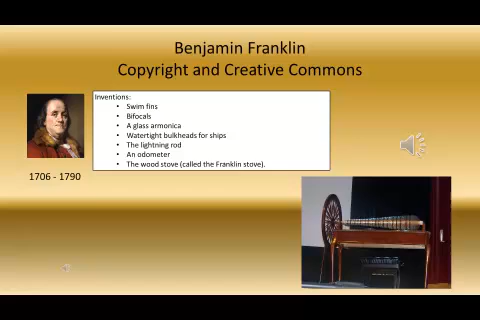 Benjamin Franklin
Copyright and Creative Commons
Inventions:
• Swim fins
• Bifocals
• A glass armonica
• Watertight bulkheads for ships
• The lightning rod
• An odometer
• The wood stove (called the Franklin stove).
1706 - 1790